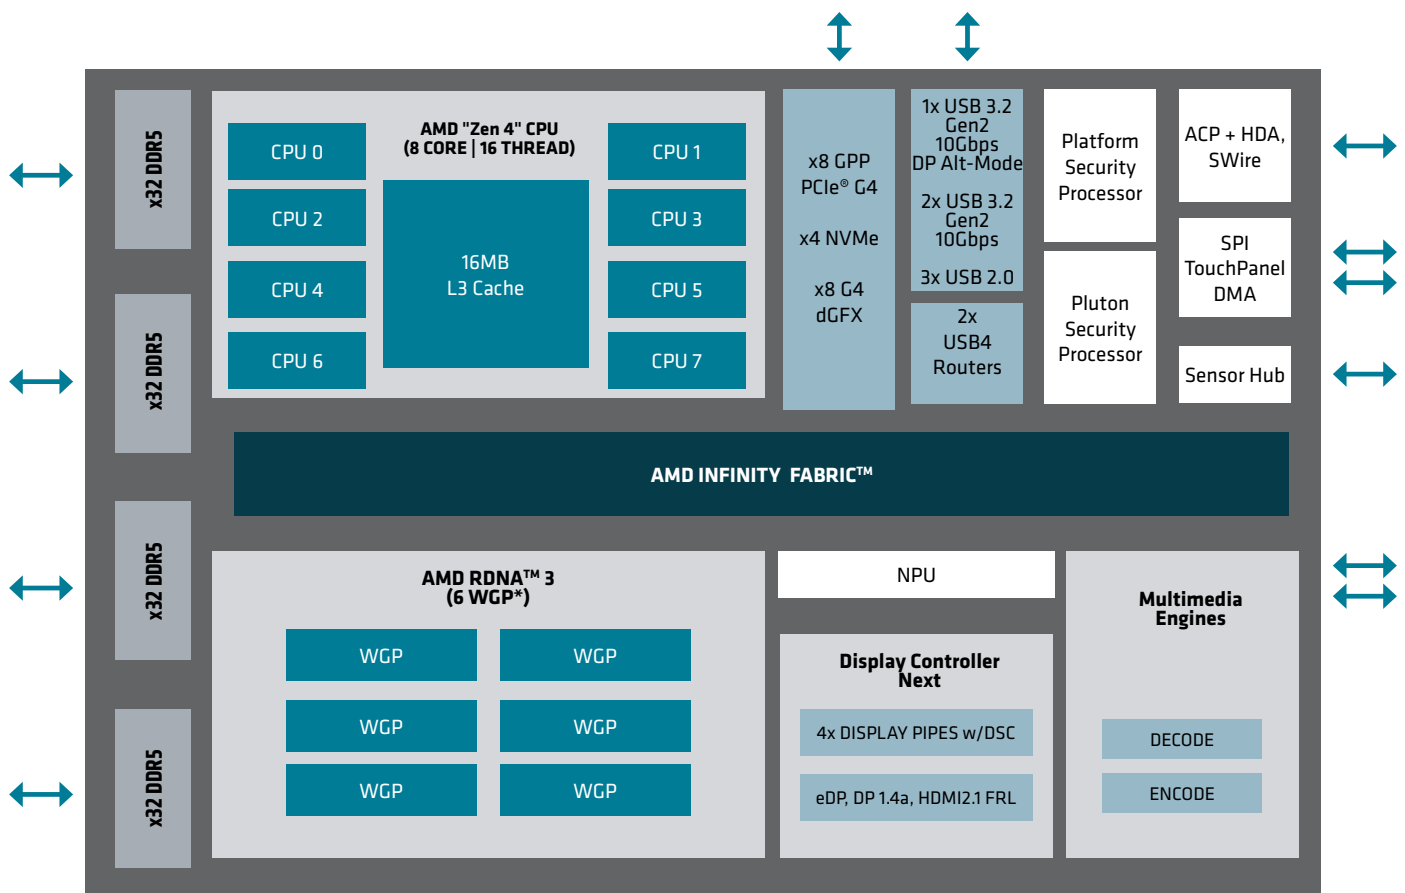 x32 DDR5
x32 DDR5
x32 DDR5
x32 DDR5
AMD "Zen 4" CPU
(8 CORE | 16 THREAD)
CPU 0
CPU 1
CPU 2
CPU 3
CPU 4
CPU 5
CPU 6
CPU 7
16MB
L3 Cache
x8 GPP
PCIe® G4
x4 NVMe
x8 G4
dGFX
1x USB 3.2
Gen2
10Gbps
DP Alt-Mode
2x USB 3.2
Gen2
10Gbps
3x USB 2.0
2x
USB4
Routers
Platform
Security
Processor
Pluton
Security
Processor
ACP + HDA,
SWire
SPI
TouchPanel
DMA
Sensor Hub
AMD INFINITY FABRIC™
AMD RDNA™ 3
(6 WGP*)
WGP
WGP
WGP
WGP
WGP
WGP
NPU
Display Controller
Next
4x DISPLAY PIPES w/DSC
eDP, DP 1.4a, HDMI2.1 FRL
Multimedia
Engines
DECODE
ENCODE